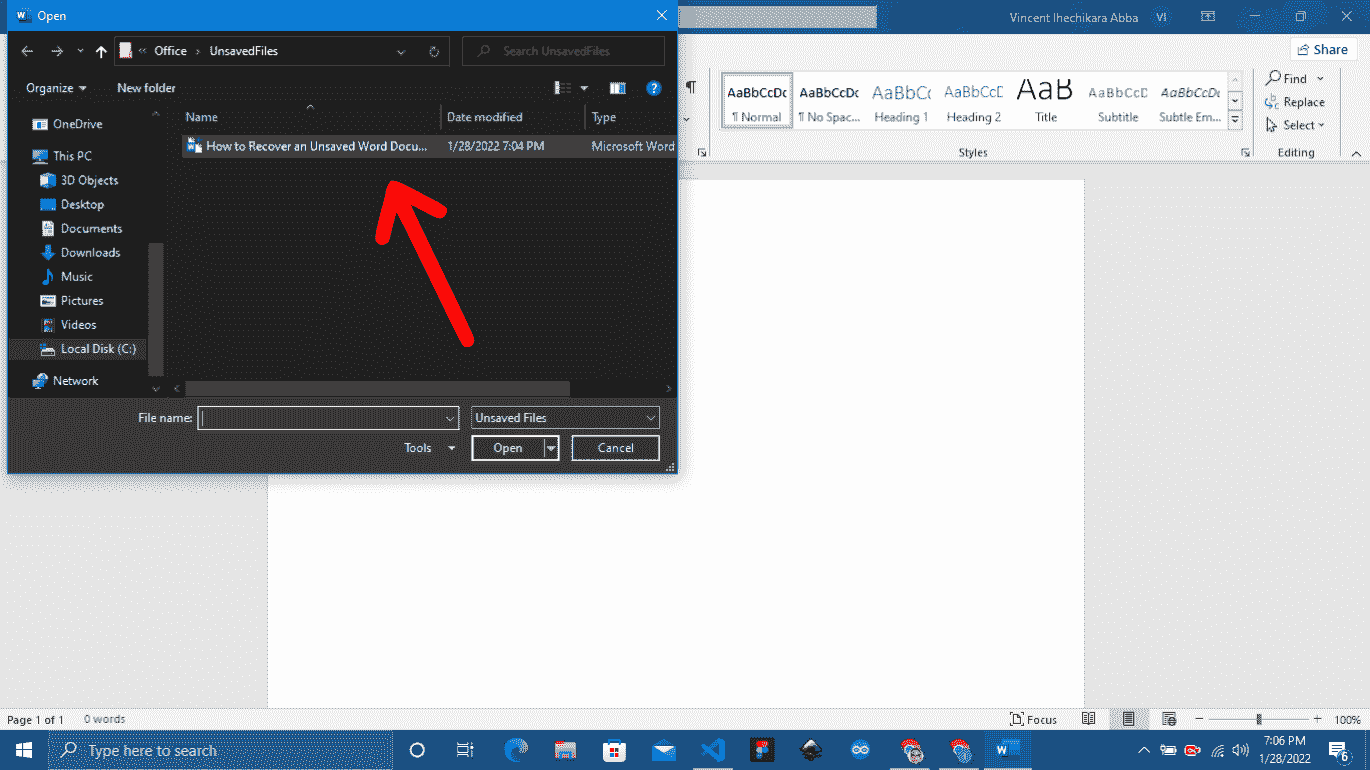 Open
Vincent Ihechikara Abba VI
Office › UnsavedFiles
Search UnsavedFiles
Share
Organize New folder
?
¶
Name Date modified Type
How to Recover an Unsaved Word Docu... 1/28/2022 7:04 PM Microsoft Word
OneDrive
This PC
3D Objects
Desktop
Documents
Downloads
Music
Pictures
Videos
Local Disk (C:)
Network
File name: Unsaved Files
Tools Open Cancel
AaBbCcDc AaBbCcDc AaBbCc AaBbCcD AaB AaBbCcD AaBbCcDc
¶ Normal ¶ No Spac... Heading 1 Heading 2 Title Subtitle Subtle Em...
Styles
Find
Replace
Select
Editing
Page 1 of 1 0 words
Focus
100%
Type here to search
7:06 PM
1/28/2022
6